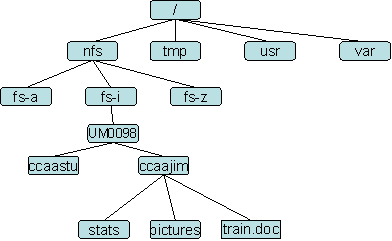 /
nfs tmp usr var
fs-a fs-i fs-z
UM0098
ccaastu ccaajim
stats pictures train.doc